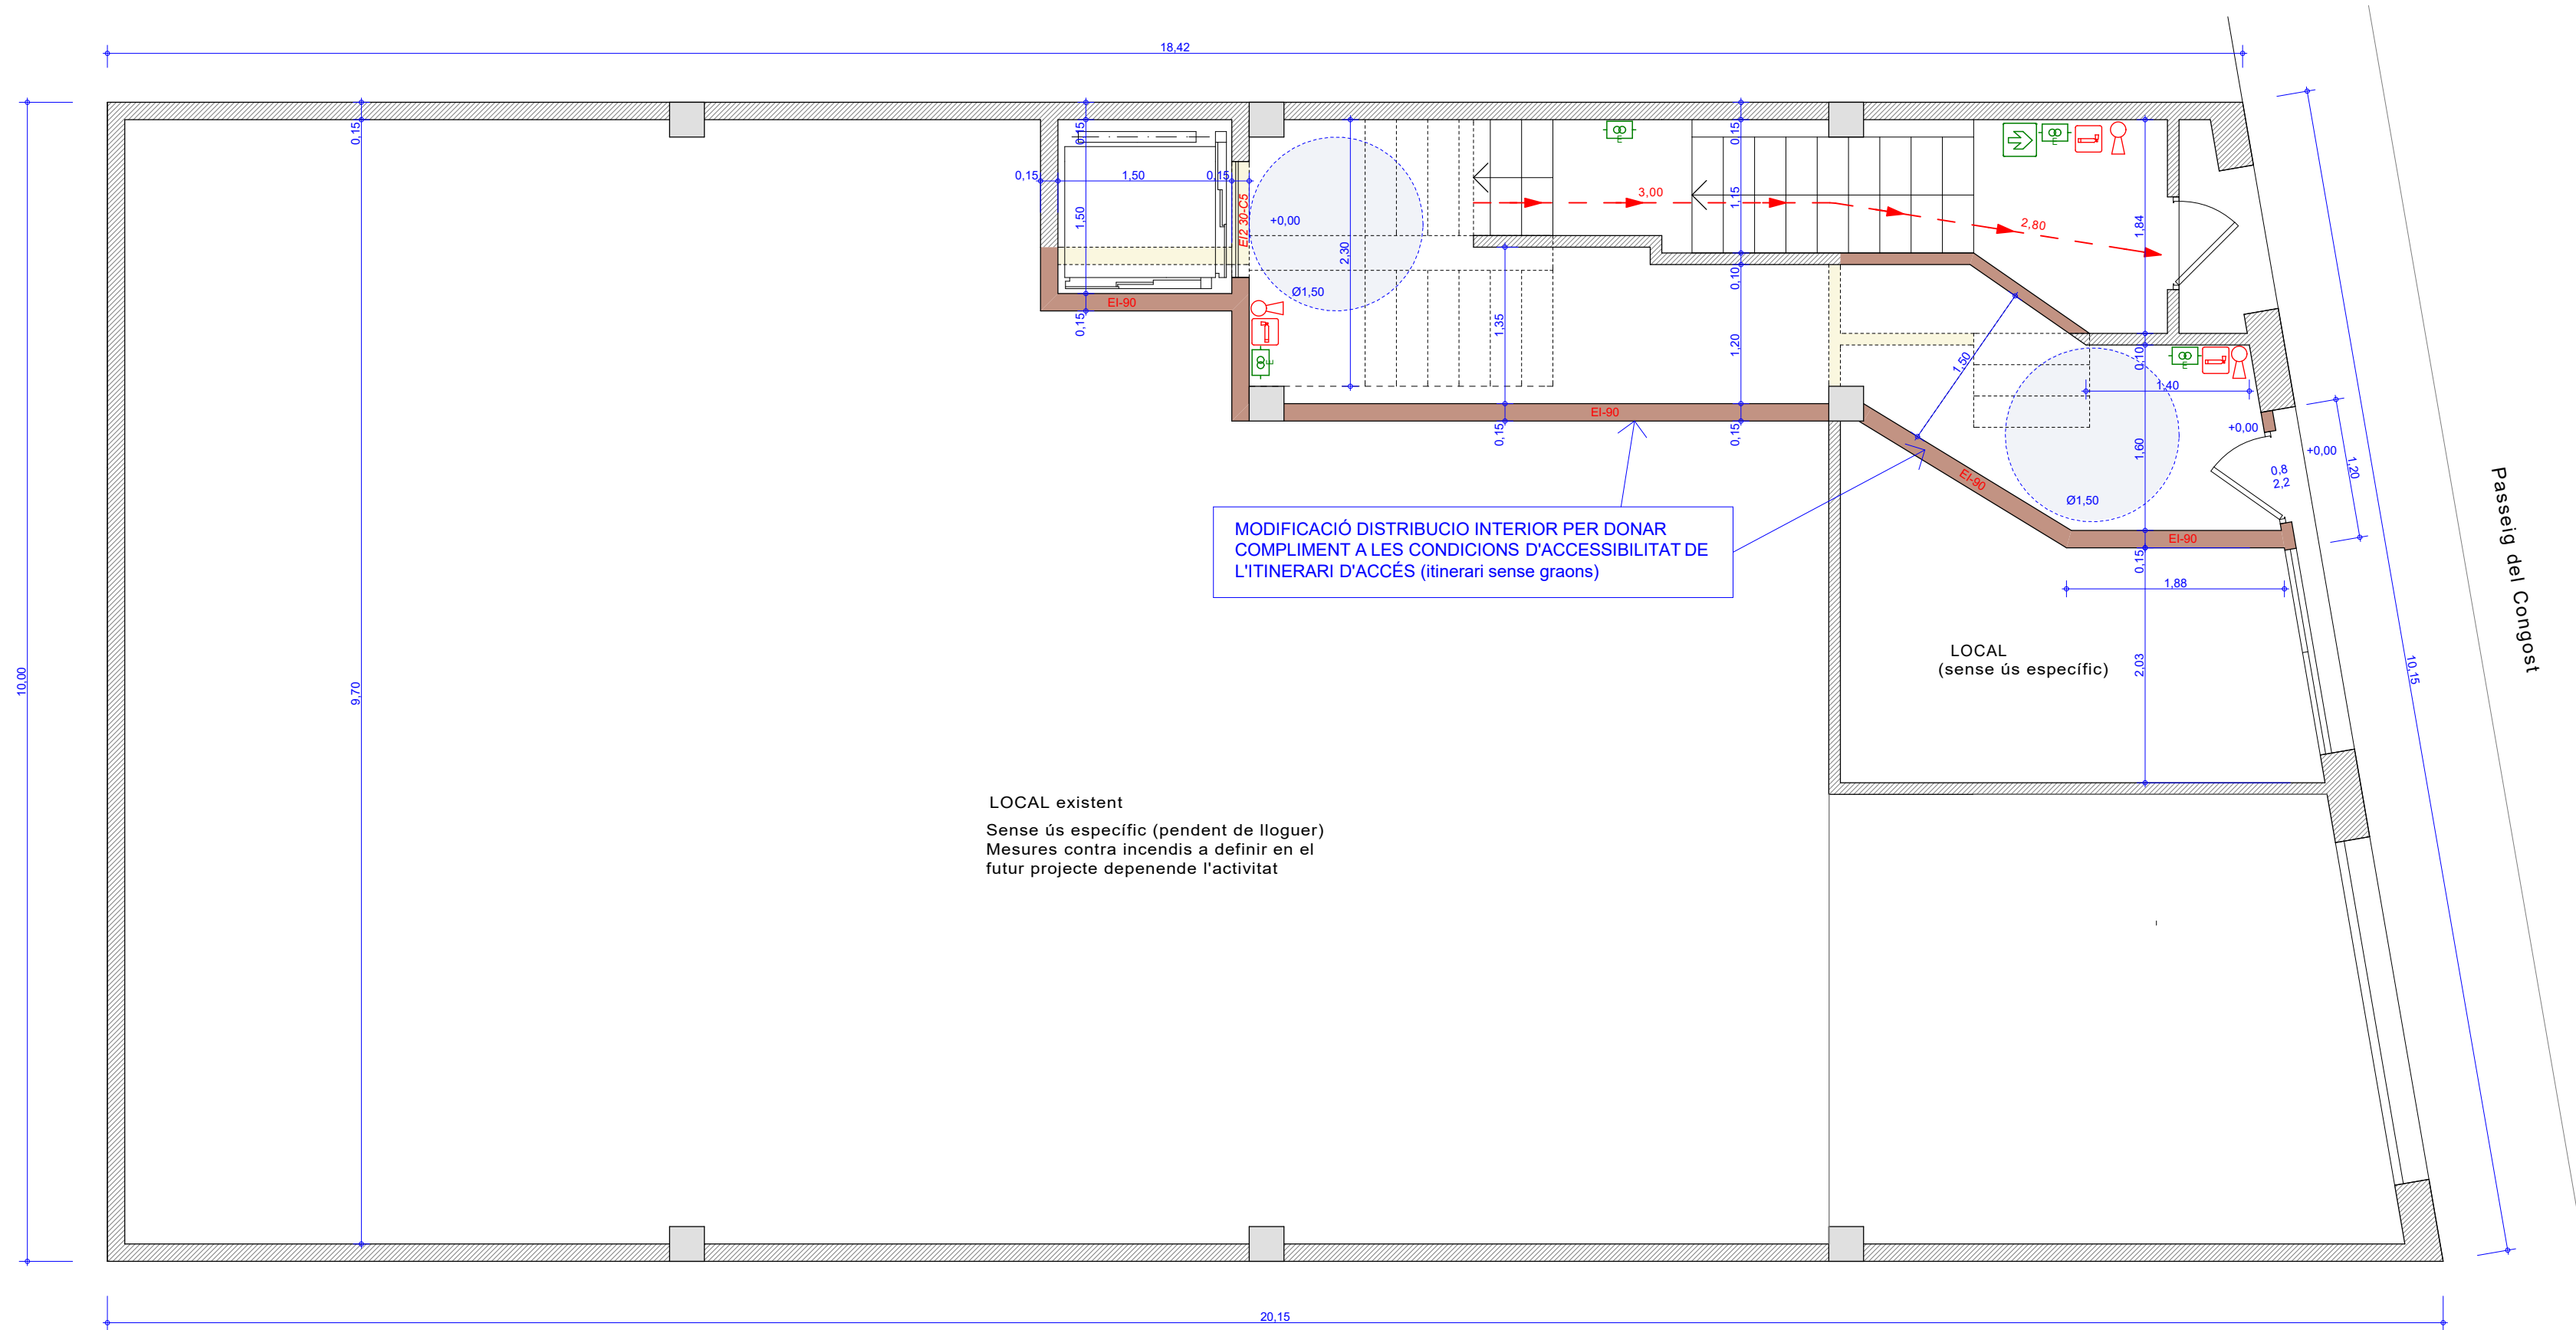 18,42
0,15
0,15
0,15
0,15
1,50
0,15
3,00
1,15
1,50
EI2 30-C5
+0,00
2,80
1,84
2,30
0,10
Ø1,50
EI-90
0,15
1,35
1,20
1,50
0,10
E
E
E
E
1,40
EI-90
0,15
0,15
+0,00
+0,00
0,8
2,2
1,20
1,60
EI-90
Ø1,50
Passeig del Congost
MODIFICACIÓ DISTRIBUCIO INTERIOR PER DONAR
COMPLIMENT A LES CONDICIONS D'ACCESSIBILITAT DE
L'ITINERARI D'ACCÉS (itinerari sense graons)
EI-90
0,15
1,88
LOCAL
(sense ús específic)
2,03
10,15
10,00
9,70
LOCAL existent
Sense ús específic (pendent de lloguer)
Mesures contra incendis a definir en el
futur projecte depenende l'activitat
20,15